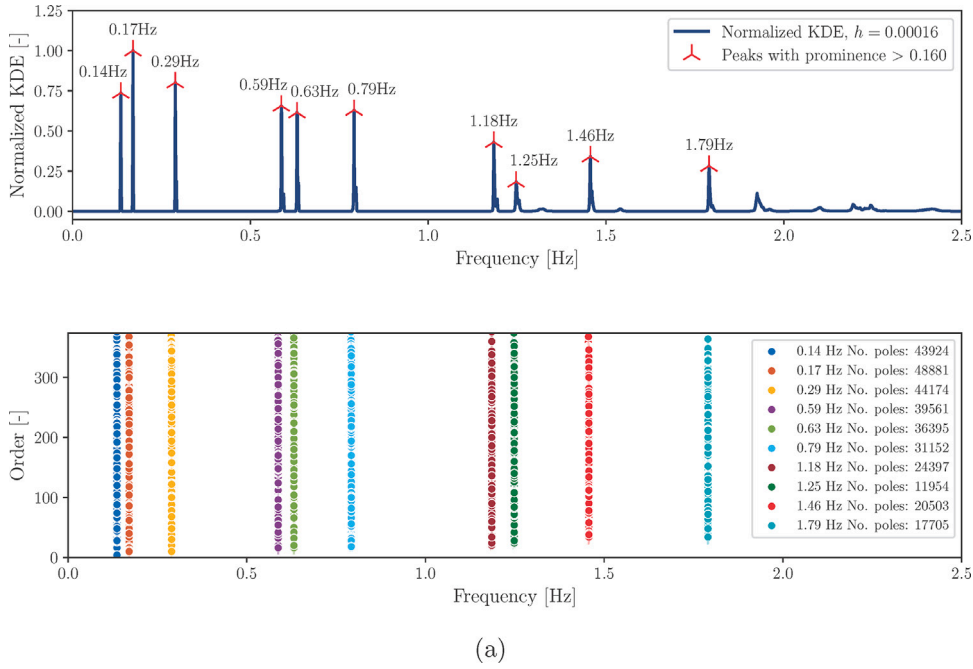 1.25
1.00
0.75
0.50
0.25
0.00
Normalized KDE [-]
0.14Hz
0.17Hz
0.29Hz
0.59Hz
0.63Hz
0.79Hz
1.18Hz
1.25Hz
1.46Hz
1.79Hz
Normalized KDE, h = 0.00016
Peaks with prominence > 0.160
0.0 0.5 1.0 1.5 2.0 2.5
Frequency [Hz]
300
200
100
0
Order [-]
0.14 Hz No. poles: 43924
0.17 Hz No. poles: 48881
0.29 Hz No. poles: 44174
0.59 Hz No. poles: 39561
0.63 Hz No. poles: 36395
0.79 Hz No. poles: 31152
1.18 Hz No. poles: 24397
1.25 Hz No. poles: 11954
1.46 Hz No. poles: 20503
1.79 Hz No. poles: 17705
0.0 0.5 1.0 1.5 2.0 2.5
Frequency [Hz]
(a)